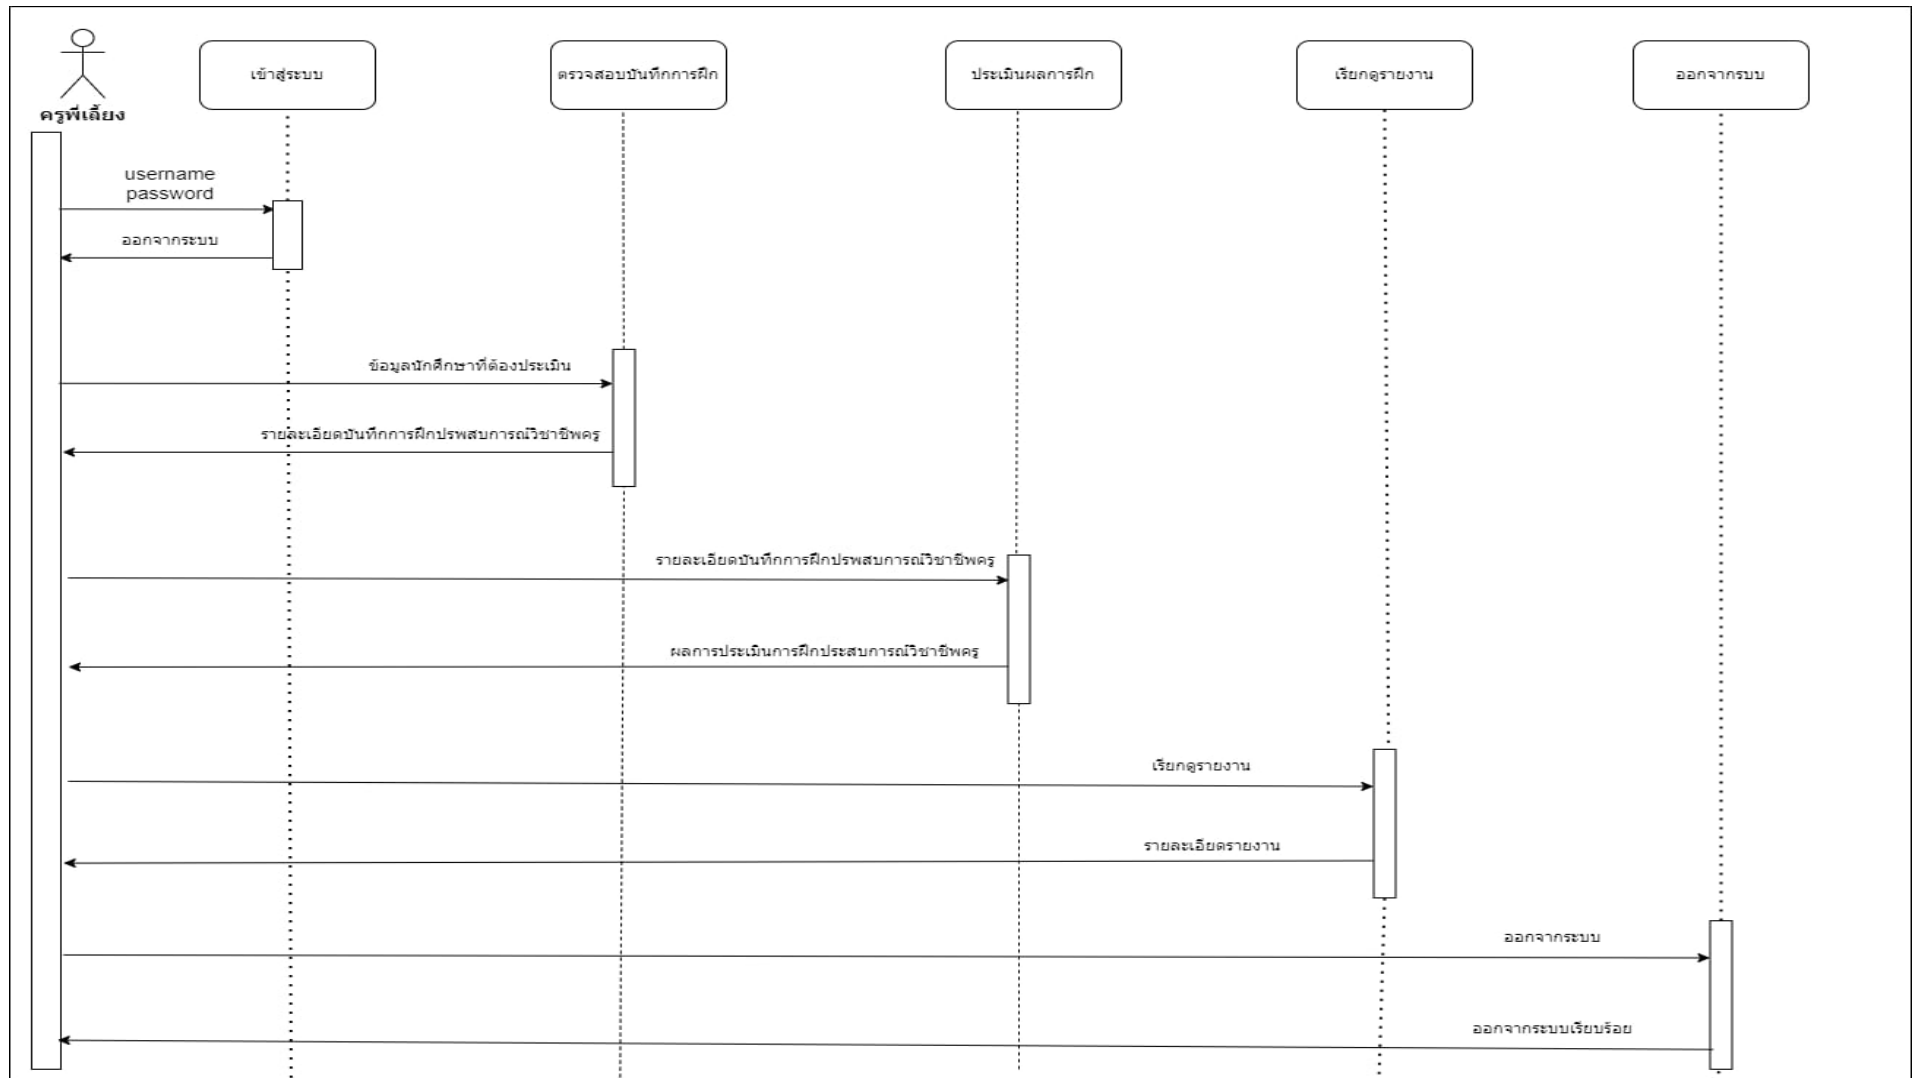 เข้าสู่ระบบ
ตรวจสอบบันทึกการฝึก
ประเมินผลการฝึก
เรียกดูรายงาน
ออกจากรบบ
ครูพี่เลี้ยง
username
password
ออกจากระบบ
ข้อมูลนักศึกษาที่ต้องประเมิน
รายละเอียดบันทึกการฝึกปรพสบการณ์วิชาชีพครู
รายละเอียดบันทึกการฝึกปรพสบการณ์วิชาชีพครู
ผลการประเมินการฝึกประสบการณ์วิชาชีพครู
เรียกดูรายงาน
รายละเอียดรายงาน
ออกจากระบบ
ออกจากระบบเรียบร้อย